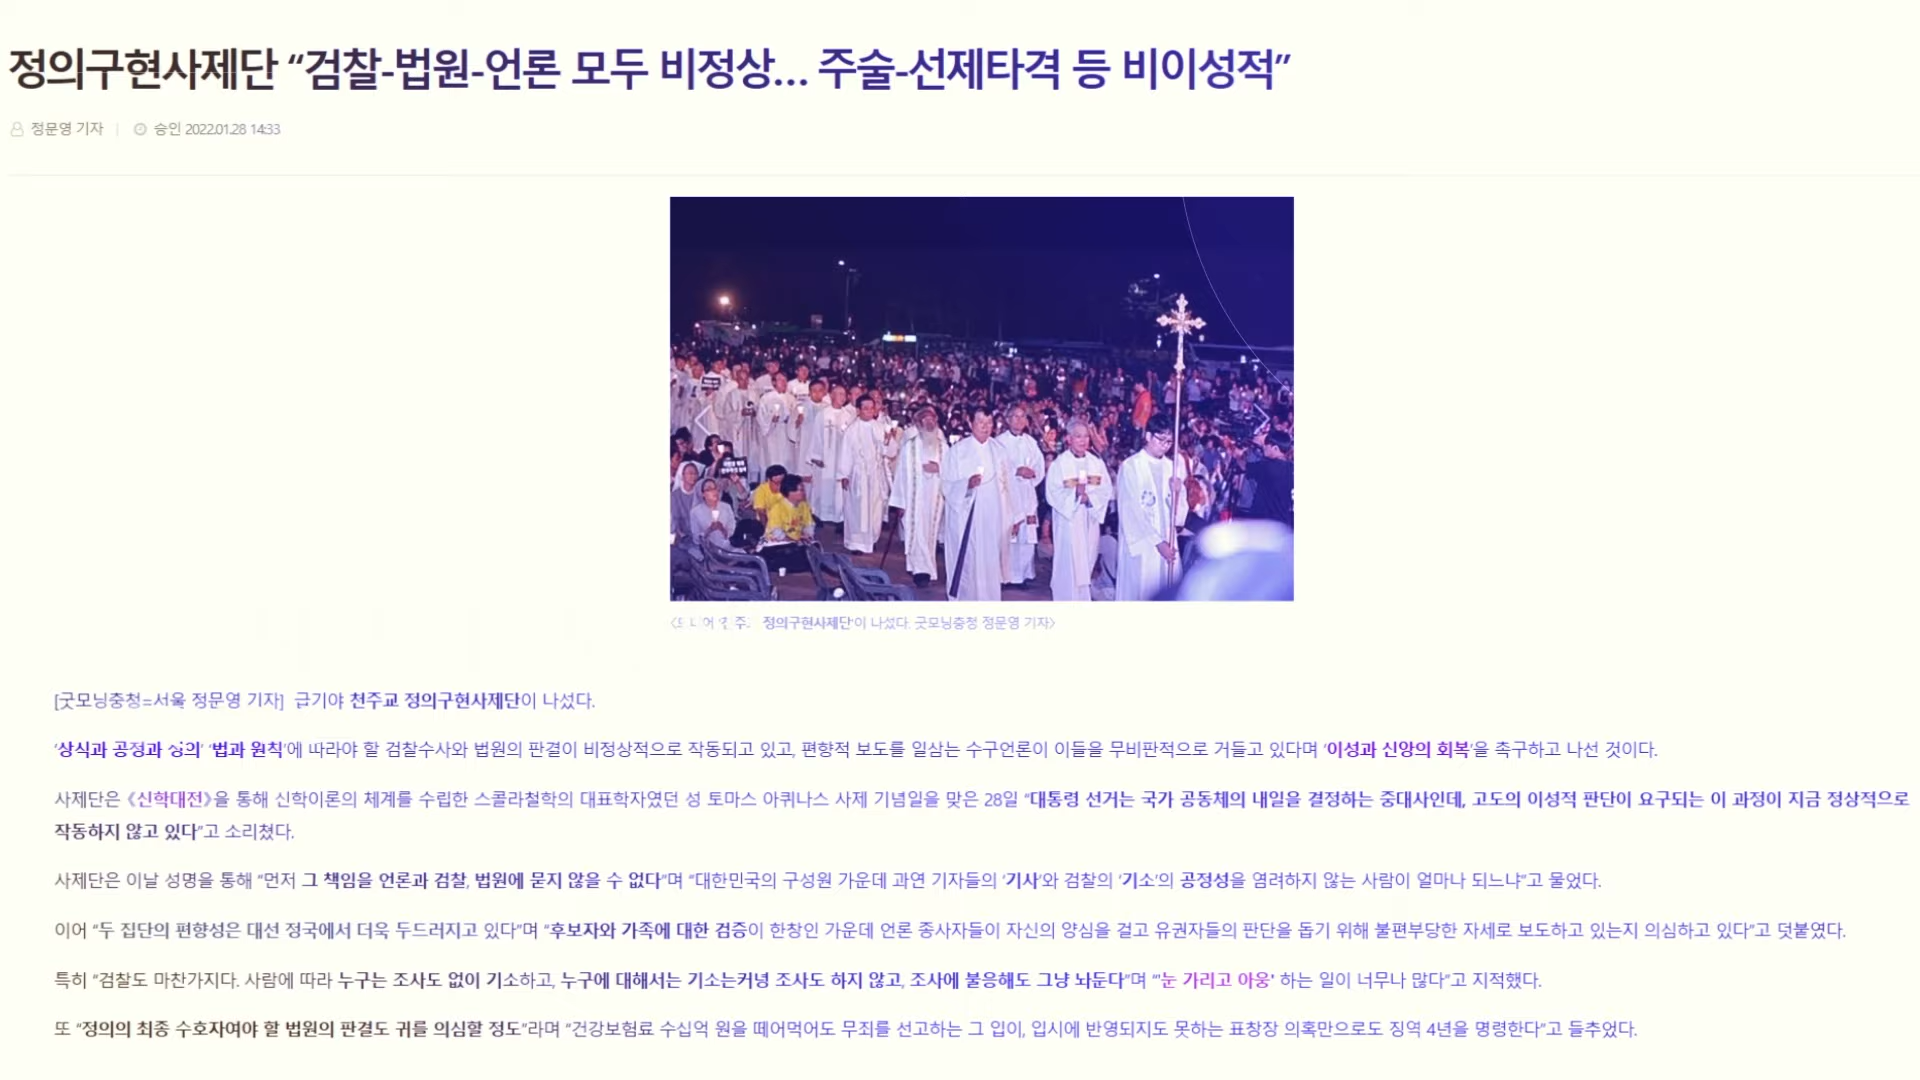 정의구현사제단 “검찰-법원-언론 모두 비정상... 주술-선제타격 등 비이성적”
정문영 기자 | 승인 2022.01.28 14:33
정의구현사제단'이 나섰다. 굿모닝충청 정문영 기자>
[굿모닝충청=서울 정문영 기자] 급기야 천주교 정의구현사제단이 나섰다.
‘상식과 공정과 정의’ ‘법과 원칙’에 따라야 할 검찰수사와 법원의 판결이 비정상적으로 작동되고 있고, 편향적 보도를 일삼는 수구언론이 이들을 무비판적으로 거들고 있다며 ‘이성과 신앙의 회복’을 촉구하고 나선 것이다.
사제단은 《신학대전》을 통해 신학이론의 체계를 수립한 스콜라철학의 대표학자였던 성 토마스 아퀴나스 사제 기념일을 맞은 28일 “대통령 선거는 국가 공동체의 내일을 결정하는 중대사인데, 고도의 이성적 판단이 요구되는 이 과정이 지금 정상적으로
작동하지 않고 있다”고 소리쳤다.
사제단은 이날 성명을 통해 “먼저 그 책임을 언론과 검찰, 법원에 묻지 않을 수 없다”며 “대한민국의 구성원 가운데 과연 기자들의 ‘기사’와 검찰의 ‘기소’의 공정성을 염려하지 않는 사람이 얼마나 되느냐”고 물었다.
이어 “두 집단의 편향성은 대선 정국에서 더욱 두드러지고 있다”며 “후보자와 가족에 대한 검증이 한창인 가운데 언론 종사자들이 자신의 양심을 걸고 유권자들의 판단을 돕기 위해 불편부당한 자세로 보도하고 있는지 의심하고 있다”고 덧붙였다.
특히 “검찰도 마찬가지다. 사람에 따라 누구는 조사도 없이 기소하고, 누구에 대해서는 기소는커녕 조사도 하지 않고, 조사에 불응해도 그냥 놔둔다”며 “'눈 가리고 아웅' 하는 일이 너무나 많다”고 지적했다.
또 “정의의 최종 수호자여야 할 법원의 판결도 귀를 의심할 정도”라며 “건강보험료 수십억 원을 떼어먹어도 무죄를 선고하는 그 입이, 입시에 반영되지도 못하는 표창장 의혹만으로도 징역 4년을 명령한다”고 들추었다.